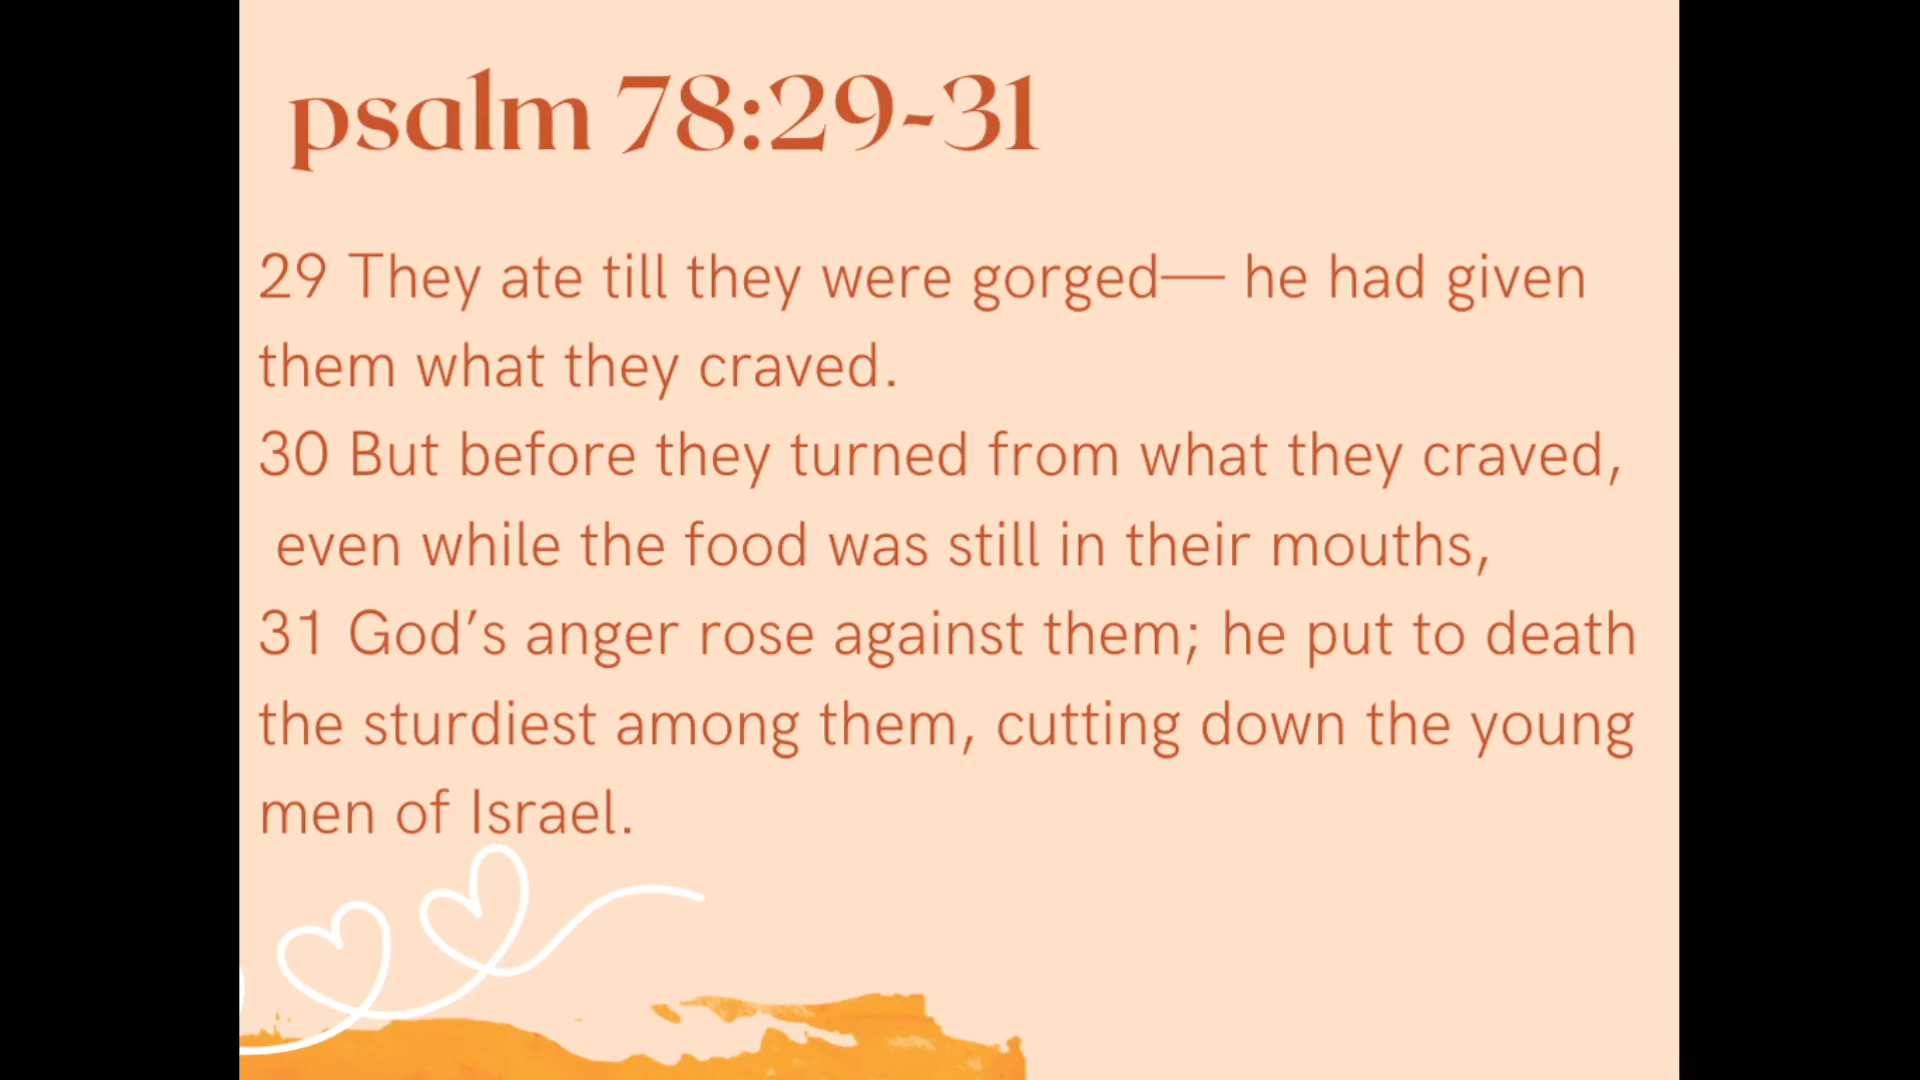 psalm 78:29-31
29 They ate till they were gorged— he had given
them what they craved.
30 But before they turned from what they craved,
even while the food was still in their mouths,
31 God’s anger rose against them; he put to death
the sturdiest among them, cutting down the young
men of Israel.